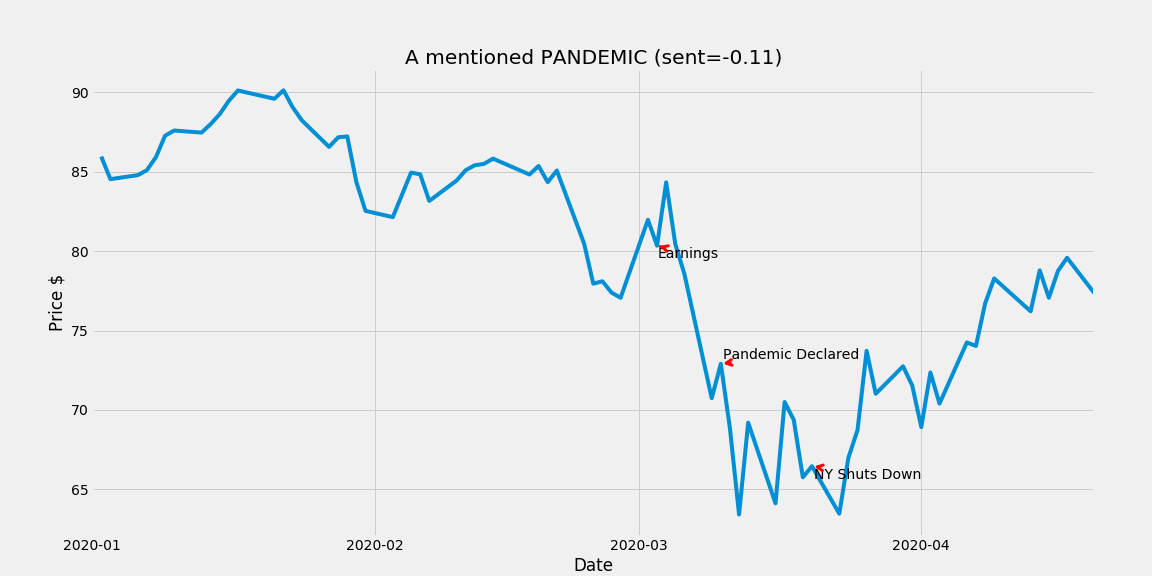 A mentioned PANDEMIC (sent=-0.11)
90
85
80
75
70
65
Price $
Earnings
Pandemic Declared
NY Shuts Down
2020-01 2020-02 2020-03 2020-04
Date